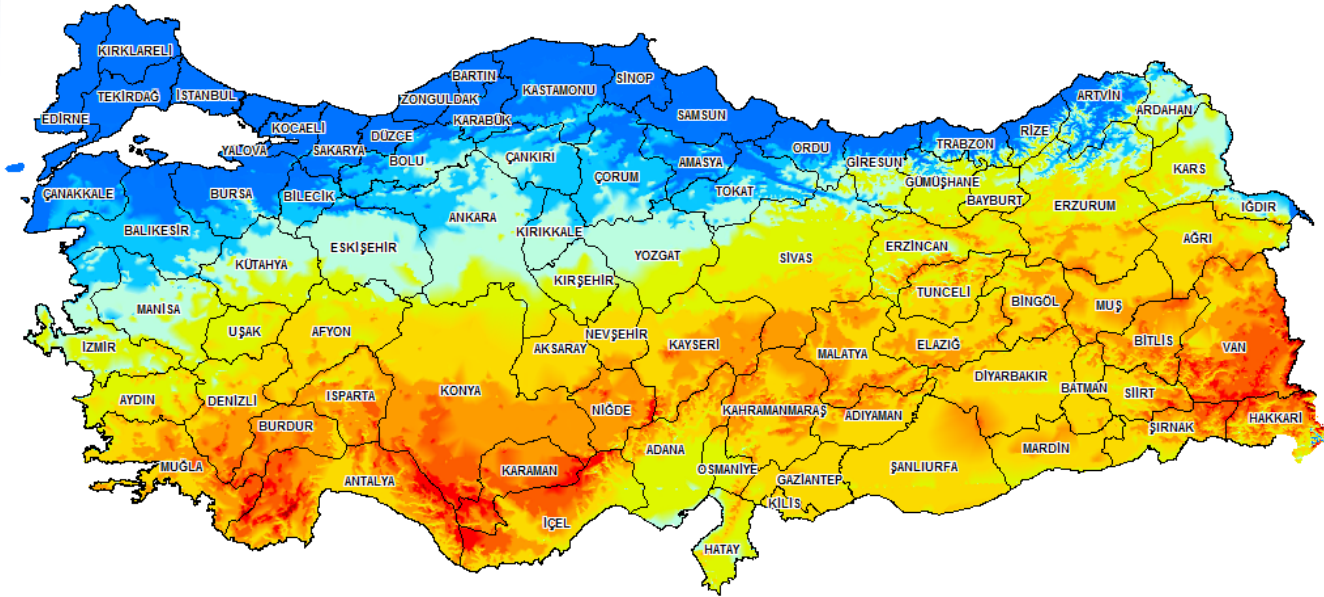 KIRKLARELİ
TEKİRDAĞ
İSTANBUL
EDİRNE
KOCAELİ
YALOVA
SAKARYA
DÜZCE
ZONGULDAK
BARTIN
KARABÜK
KASTAMONU
SİNOP
BOLU
ÇANKIRI
SAMSUN
AMASYA
ÇORUM
TOKAT
ORDU
GİRESUN
TRABZON
RİZE
ARTVİN
ARDAHAN
GÜMÜŞHANE
BAYBURT
KARS
ERZURUM
IĞDIR
ÇANAKKALE
BURSA
BİLECİK
BALIKESİR
KÜTAHYA
ESKİŞEHİR
ANKARA
KIRIKKALE
YOZGAT
KIRŞEHİR
SİVAS
ERZİNCAN
AĞRI
TUNCELİ
BİNGÖL
MUŞ
MANİSA
UŞAK
AFYON
İZMİR
AKSARAY
NEVŞEHİR
KAYSERİ
MALATYA
ELAZIĞ
BİTLİS
VAN
DİYARBAKIR
BATMAN
SİİRT
AYDIN
DENİZLİ
ISPARTA
KONYA
NİĞDE
KAHRAMANMARAŞ
ADIYAMAN
HAKKARİ
ŞIRNAK
BURDUR
MUĞLA
ANTALYA
KARAMAN
ADANA
OSMANİYE
GAZİANTEP
ŞANLIURFA
MARDİN
KİLİS
İÇEL
HATAY